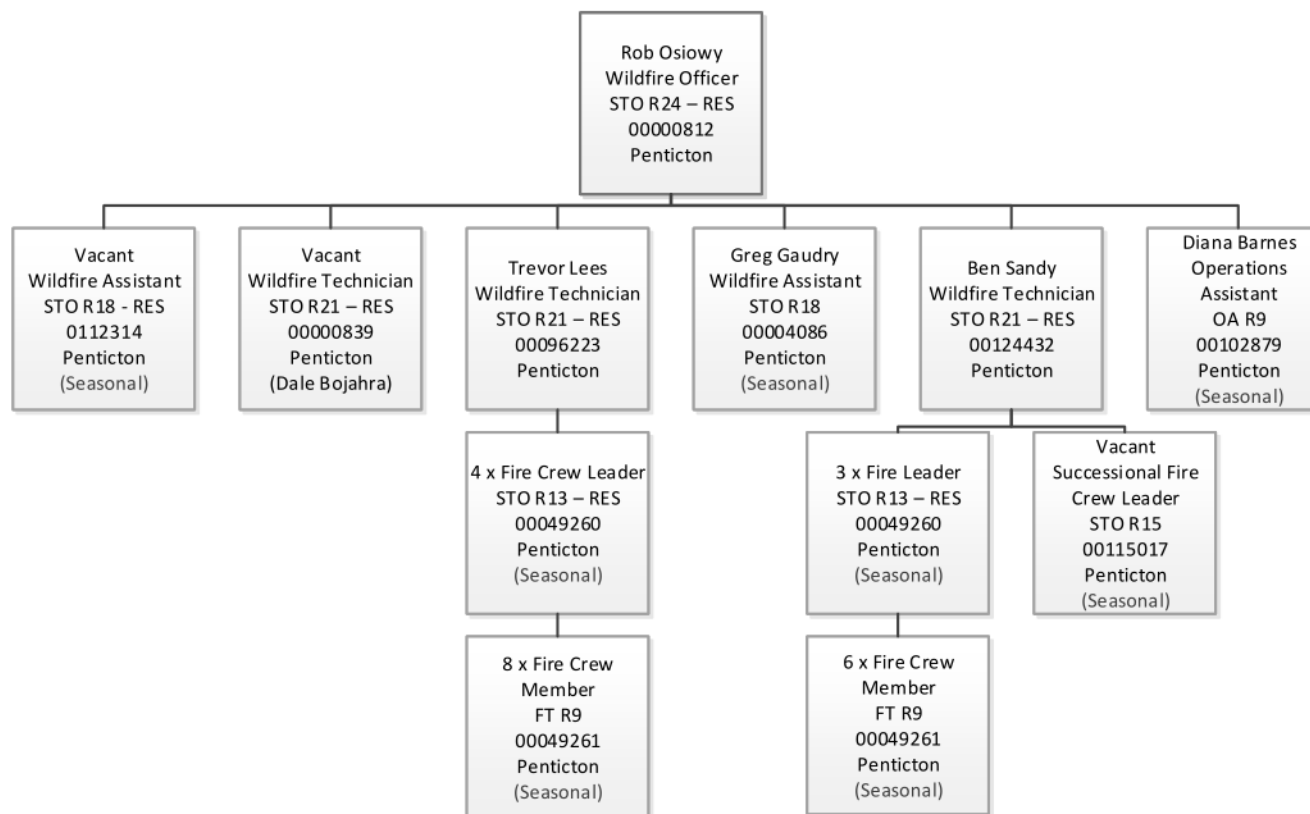 Rob Osiowy
Wildfire Officer
STO R24 – RES
00000812
Penticton
Vacant
Wildfire Assistant
STO R18 - RES
0112314
Penticton
(Seasonal)
Vacant
Wildfire Technician
STO R21 – RES
00000839
Penticton
(Dale Bojahra)
Trevor Lees
Wildfire Technician
STO R21 – RES
00096223
Penticton
Greg Gaudry
Wildfire Assistant
STO R18
00004086
Penticton
(Seasonal)
Ben Sandy
Wildfire Technician
STO R21 – RES
00124432
Penticton
Diana Barnes
Operations
Assistant
OA R9
00102879
Penticton
(Seasonal)
4 x Fire Crew Leader
STO R13 – RES
00049260
Penticton
(Seasonal)
3 x Fire Leader
STO R13 – RES
00049260
Penticton
(Seasonal)
Vacant
Successional Fire
Crew Leader
STO R15
00115017
Penticton
(Seasonal)
8 x Fire Crew
Member
FT R9
00049261
Penticton
(Seasonal)
6 x Fire Crew
Member
FT R9
00049261
Penticton
(Seasonal)